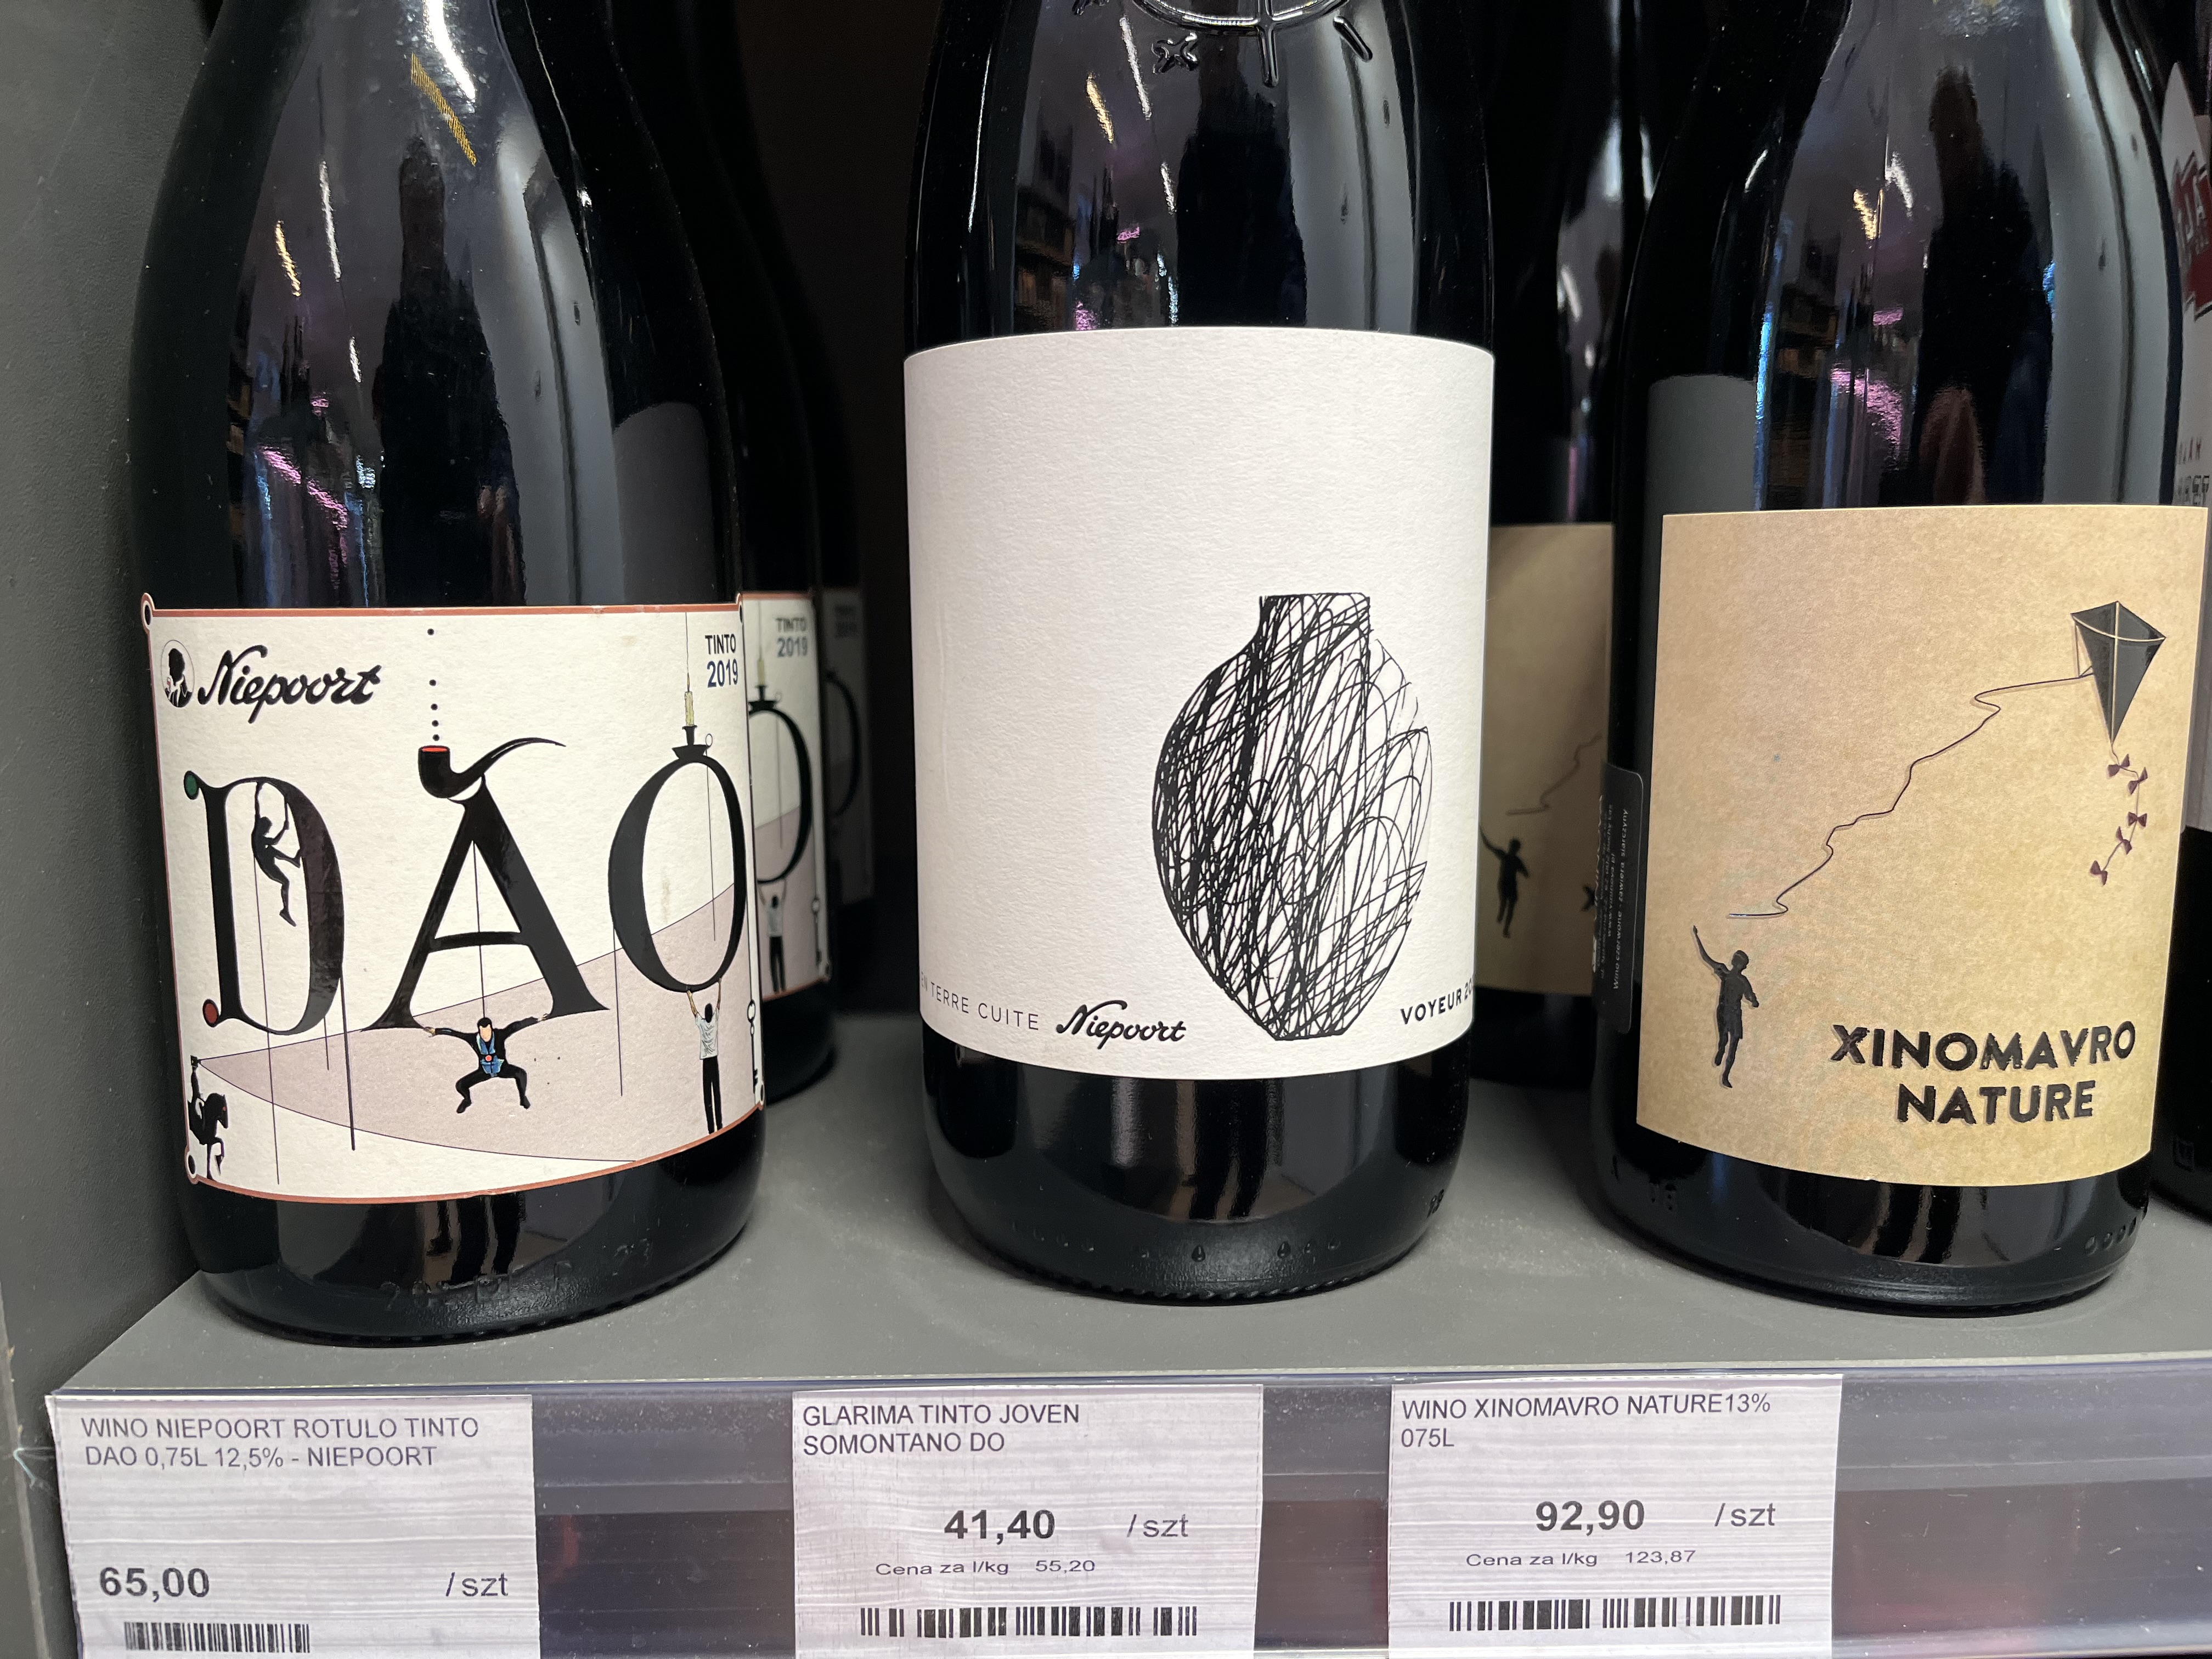 Niepoort
TINTO
2019
DÃO
TINTO
2019
TERRE CUITE
Niepoort
VOYEUR
XINOMAVRO
NATURE
WINO NIEPOORT ROTULO TINTO
DAO 0,75L 12,5% - NIEPOORT
65,00 /szt
GLARIMA TINTO JOVEN
SOMONTANO DO
41,40 /szt
Cena za l/kg 55,20
WINO XINOMAVRO NATURE13%
075L
92,90 /szt
Cena za l/kg 123,87